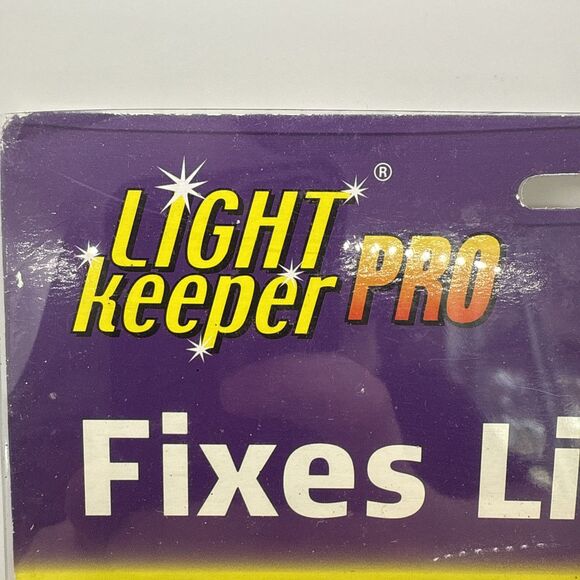 LiGHT ®
keeper PRO
Fixes Li